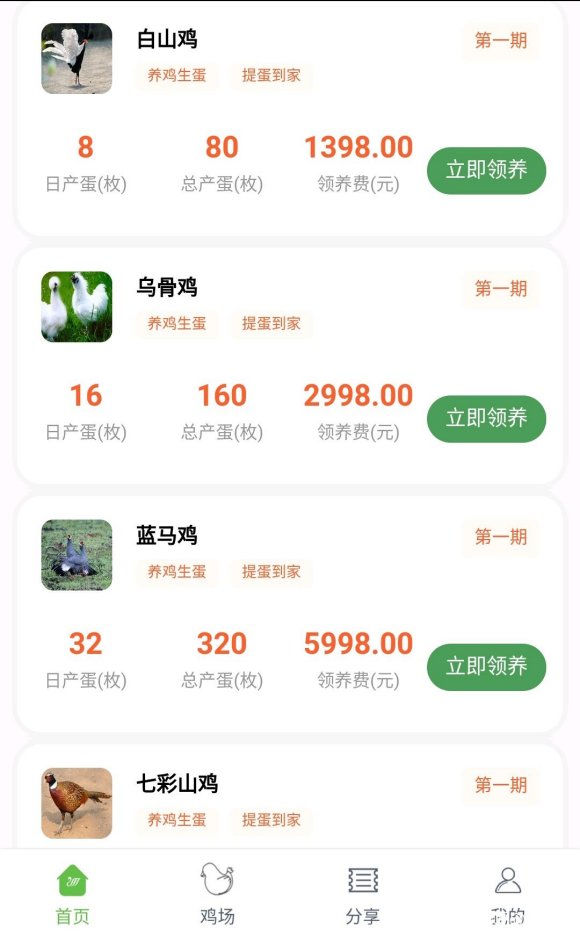 白山鸡
第一期
养鸡生蛋 提蛋到家
8 80 1398.00
日产蛋(枚) 总产蛋(枚) 领养费(元)
立即领养
乌骨鸡
第一期
养鸡生蛋 提蛋到家
16 160 2998.00
日产蛋(枚) 总产蛋(枚) 领养费(元)
立即领养
蓝马鸡
第一期
养鸡生蛋 提蛋到家
32 320 5998.00
日产蛋(枚) 总产蛋(枚) 领养费(元)
立即领养
七彩山鸡
第一期
养鸡生蛋 提蛋到家
首页 鸡场 分享 我的